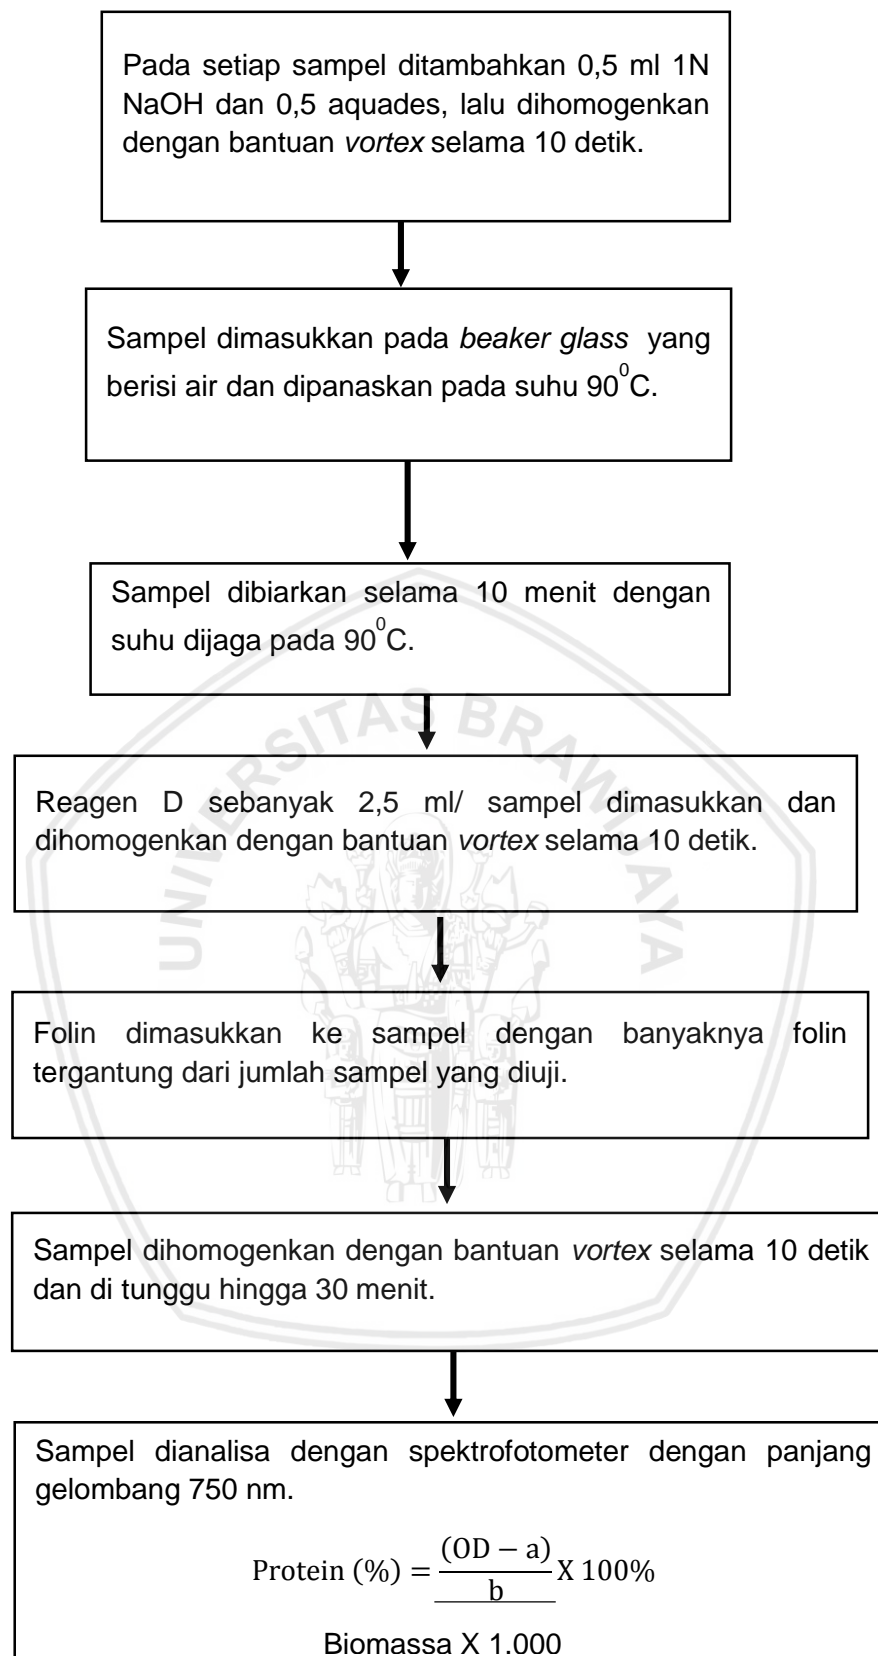 Pada setiap sampel ditambahkan 0,5 ml 1N
NaOH dan 0,5 aquades, lalu dihomogenkan
dengan bantuan vortex selama 10 detik.
Sampel dimasukkan pada beaker glass yang
berisi air dan dipanaskan pada suhu 90⁰C.
Sampel dibiarkan selama 10 menit dengan
suhu dijaga pada 90⁰C.
UNIVERSITAS BRAWIJAYA
Reagen D sebanyak 2,5 ml/ sampel dimasukkan dan
dihomogenkan dengan bantuan vortex selama 10 detik.
Folin dimasukkan ke sampel dengan banyaknya folin
tergantung dari jumlah sampel yang diuji.
Sampel dihomogenkan dengan bantuan vortex selama 10 detik
dan di tunggu hingga 30 menit.
Sampel dianalisa dengan spektrofotometer dengan panjang
gelombang 750 nm.
(OD − a)
Protein (%) = X 100%
b
Biomassa X 1.000